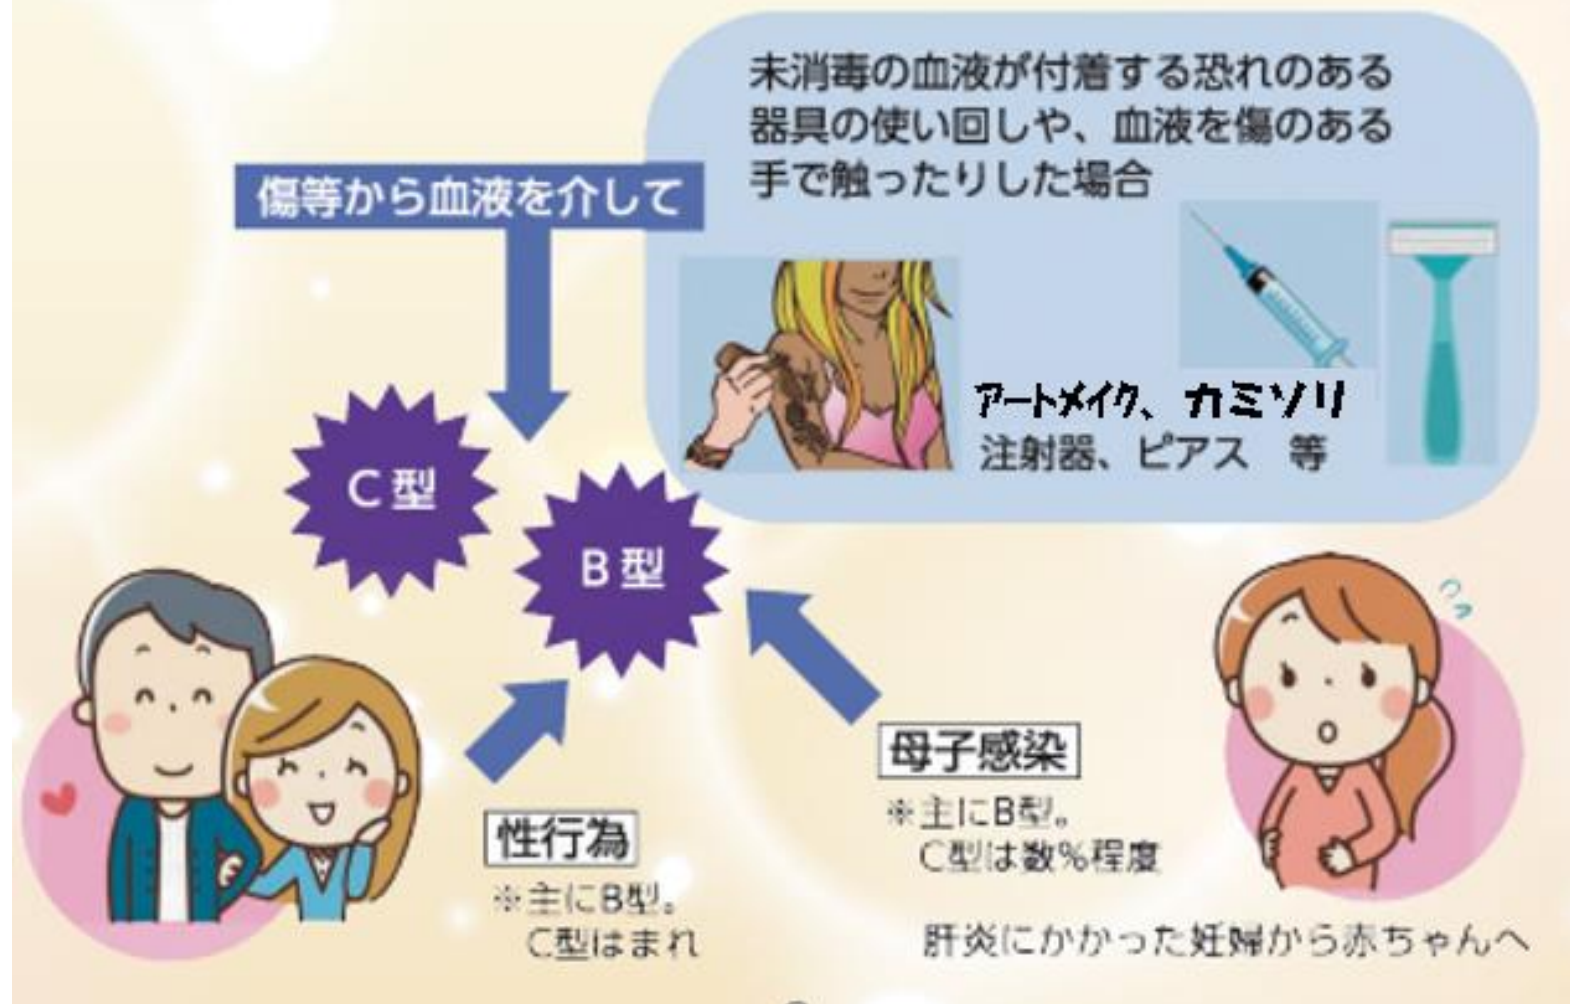 未消毒の血液が付着する恐れのある
器具の使い回しや、血液を傷のある
手で触ったりした場合
傷等から血液を介して
アートメイク、カミソリ
注射器、ピアス 等
C型
B型
母子感染
※主にB型。
C型は数%程度
肝炎にかかった妊婦から赤ちゃんへ
性行為
※主にB型。
C型はまれ